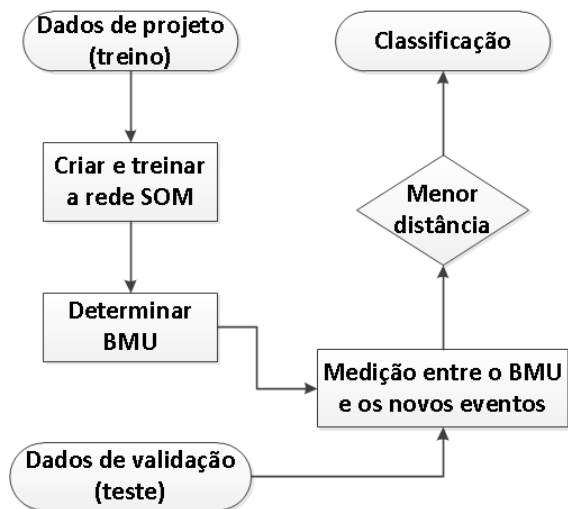 Dados de projeto
(treino)
Criar e treinar
a rede SOM
Determinar
BMU
Dados de validação
(teste)
Medição entre o BMU
e os novos eventos
Menor
distância
Classificação